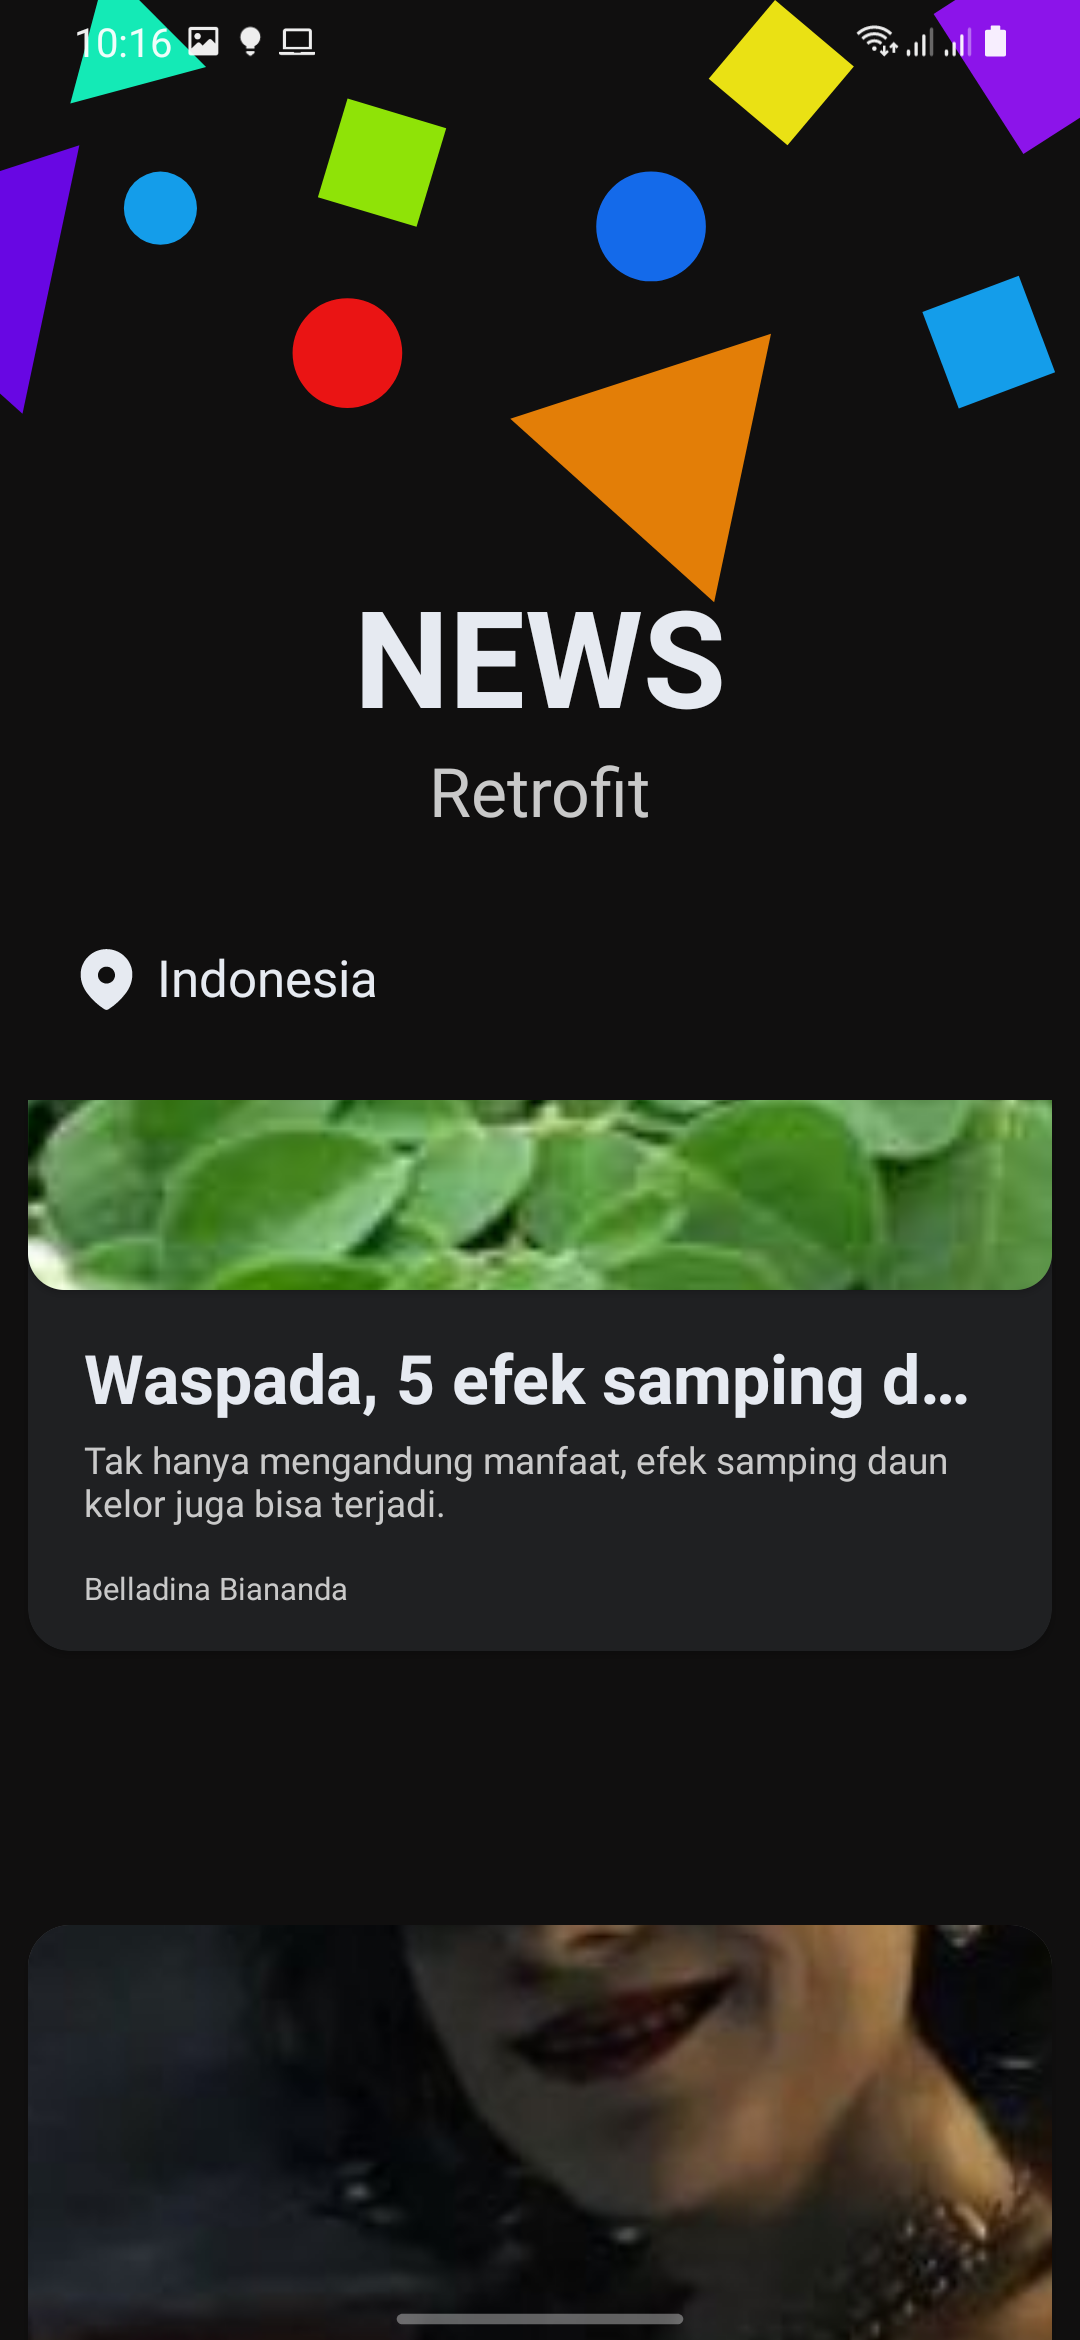 10:16
NEWS
Retrofit
Indonesia
Waspada, 5 efek samping d...
Tak hanya mengandung manfaat, efek samping daun
kelor juga bisa terjadi.
Belladina Biananda